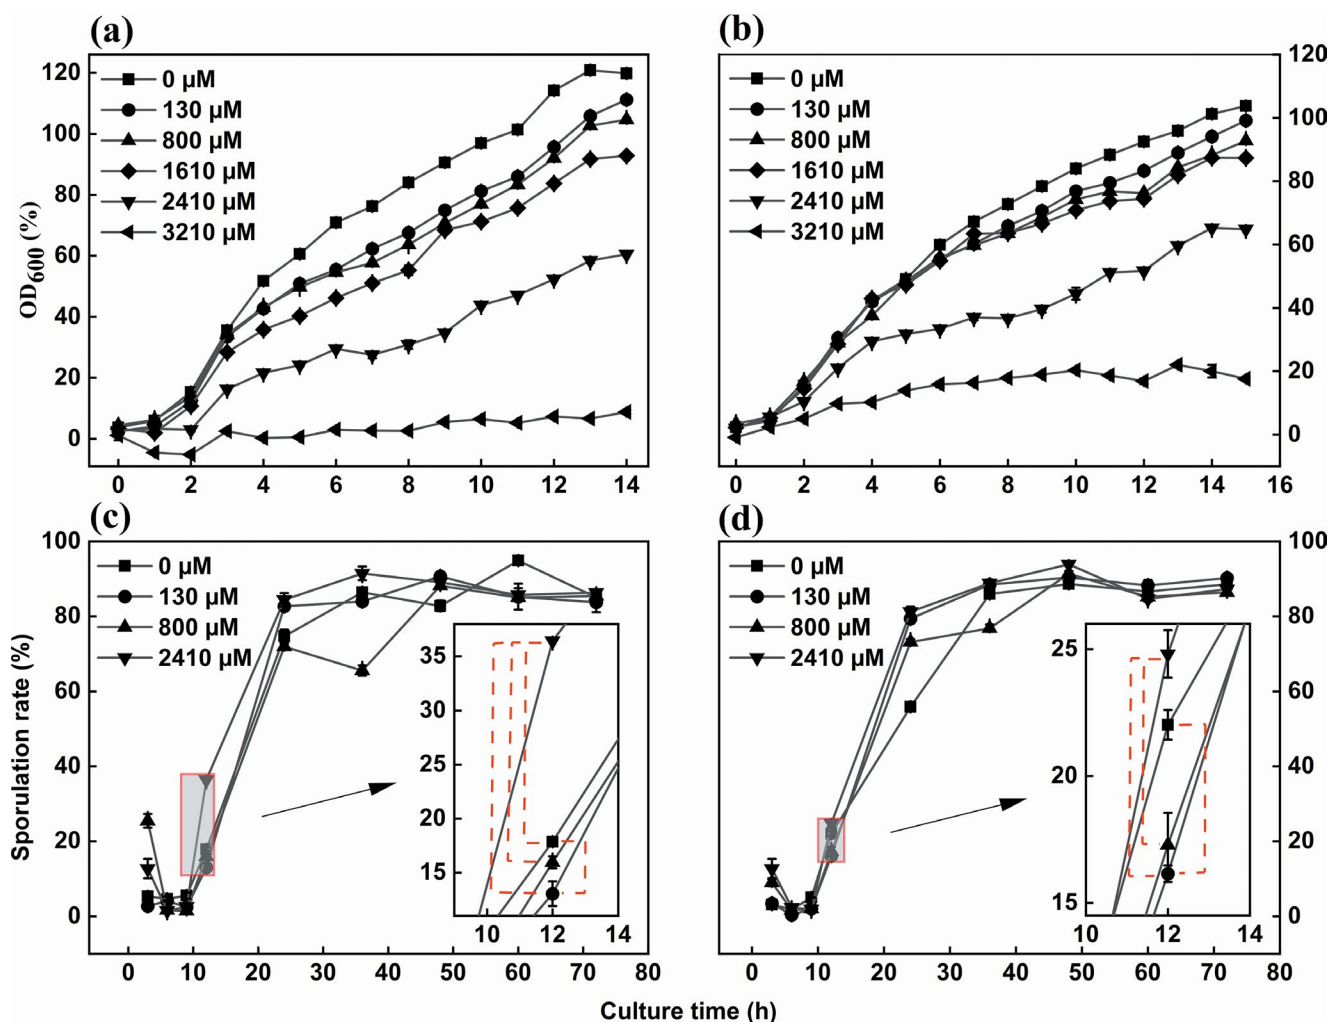 (a)
(b)
0 µM
130 µM
800 µM
1610 µM
2410 µM
3210 µM
0 µM
130 µM
800 µM
1610 µM
2410 µM
3210 µM
OD600 (%)
120
100
80
60
40
20
0
120
100
80
60
40
20
0
0 2 4 6 8 10 12 14
0 2 4 6 8 10 12 14 16
(c)
(d)
0 µM
130 µM
800 µM
2410 µM
0 µM
130 µM
800 µM
2410 µM
Sporulation rate (%)
100
80
60
40
20
0
35
30
25
20
15
10 12 14
25
20
15
10 12 14
100
80
60
40
20
0
0 10 20 30 40 50 60 70 80
0 10 20 30 40 50 60 70 80
Culture time (h)